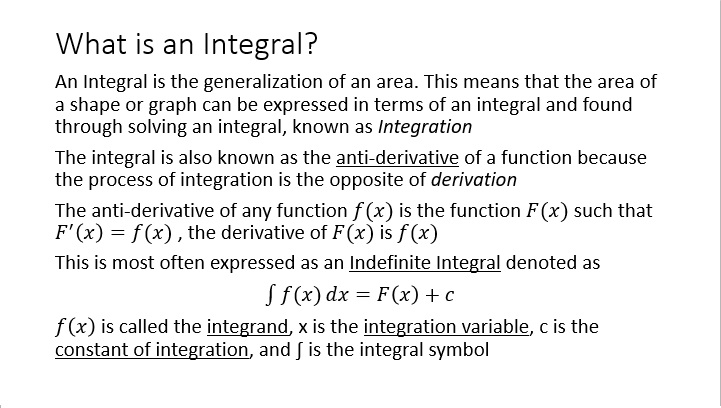 What is an Integral?
An Integral is the generalization of an area. This means that the area of
a shape or graph can be expressed in terms of an integral and found
through solving an integral, known as Integration
The integral is also known as the anti-derivative of a function because
the process of integration is the opposite of derivation
The anti-derivative of any function f(x) is the function F(x) such that
F′(x) = f(x) , the derivative of F(x) is f(x)
This is most often expressed as an Indefinite Integral denoted as
∫ f(x) dx = F(x) + c
f(x) is called the integrand, x is the integration variable, c is the
constant of integration, and ∫ is the integral symbol